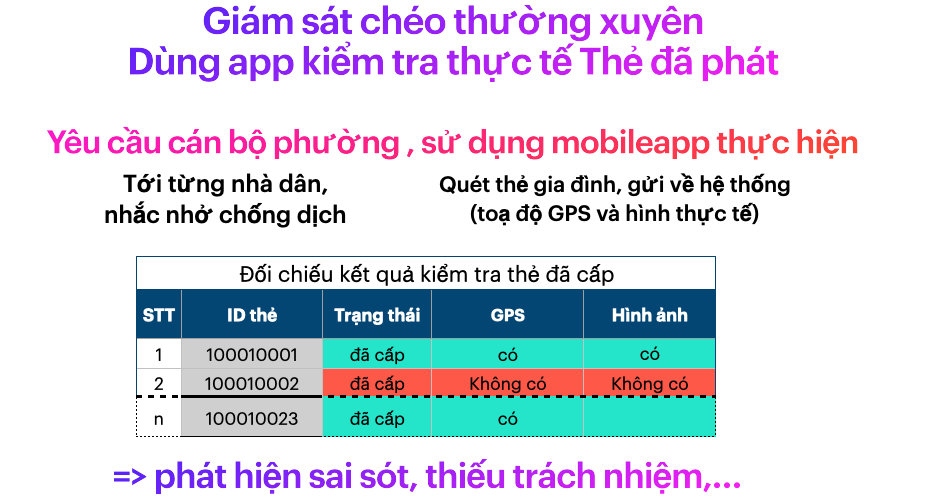 Giám sát chéo thường xuyên
Dùng app kiểm tra thực tế Thẻ đã phát
Yêu cầu cán bộ phường , sử dụng mobileapp thực hiện
Tới từng nhà dân,
nhắc nhở chống dịch
Quét thẻ gia đình, gửi về hệ thống
(toạ độ GPS và hình thực tế)
Đối chiếu kết quả kiểm tra thẻ đã cấp
STT ID thẻ Trạng thái GPS Hình ảnh
1 100010001 đã cấp có có
2 100010002 đã cấp Không có Không có
n 100010023 đã cấp có
=> phát hiện sai sót, thiếu trách nhiệm,...